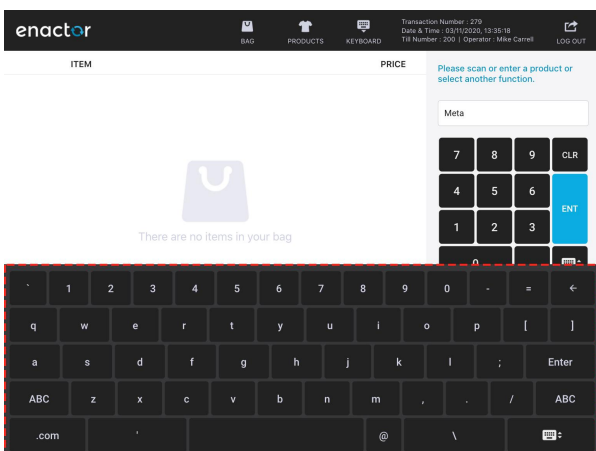 enactor
BAG
PRODUCTS
KEYBOARD
Transaction Number : 279
Date & Time : 03/11/2020, 13:35:18
Till Number : 200 | Operator : Mike Carrell
LOG OUT
ITEM
PRICE
Please scan or enter a product or
select another function.
Meta
7 8 9 CLR
4 5 6
ENT
1 2 3
0 .
There are no items in your bag
` 1 2 3 4 5 6 7 8 9 0 - = ←
q w e r t y u i o p [ ]
a s d f g h j k l ; Enter
ABC z x c v b n m , . / ABC
.com ' @ \